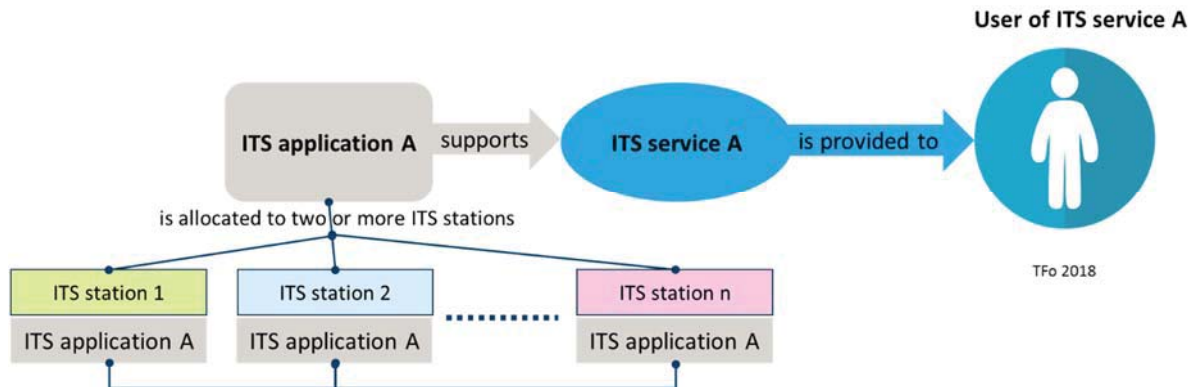 User of ITS service A
ITS application A
supports
ITS service A
is provided to
is allocated to two or more ITS stations
TFo 2018
ITS station 1
ITS station 2
ITS station n
ITS application A
ITS application A
ITS application A